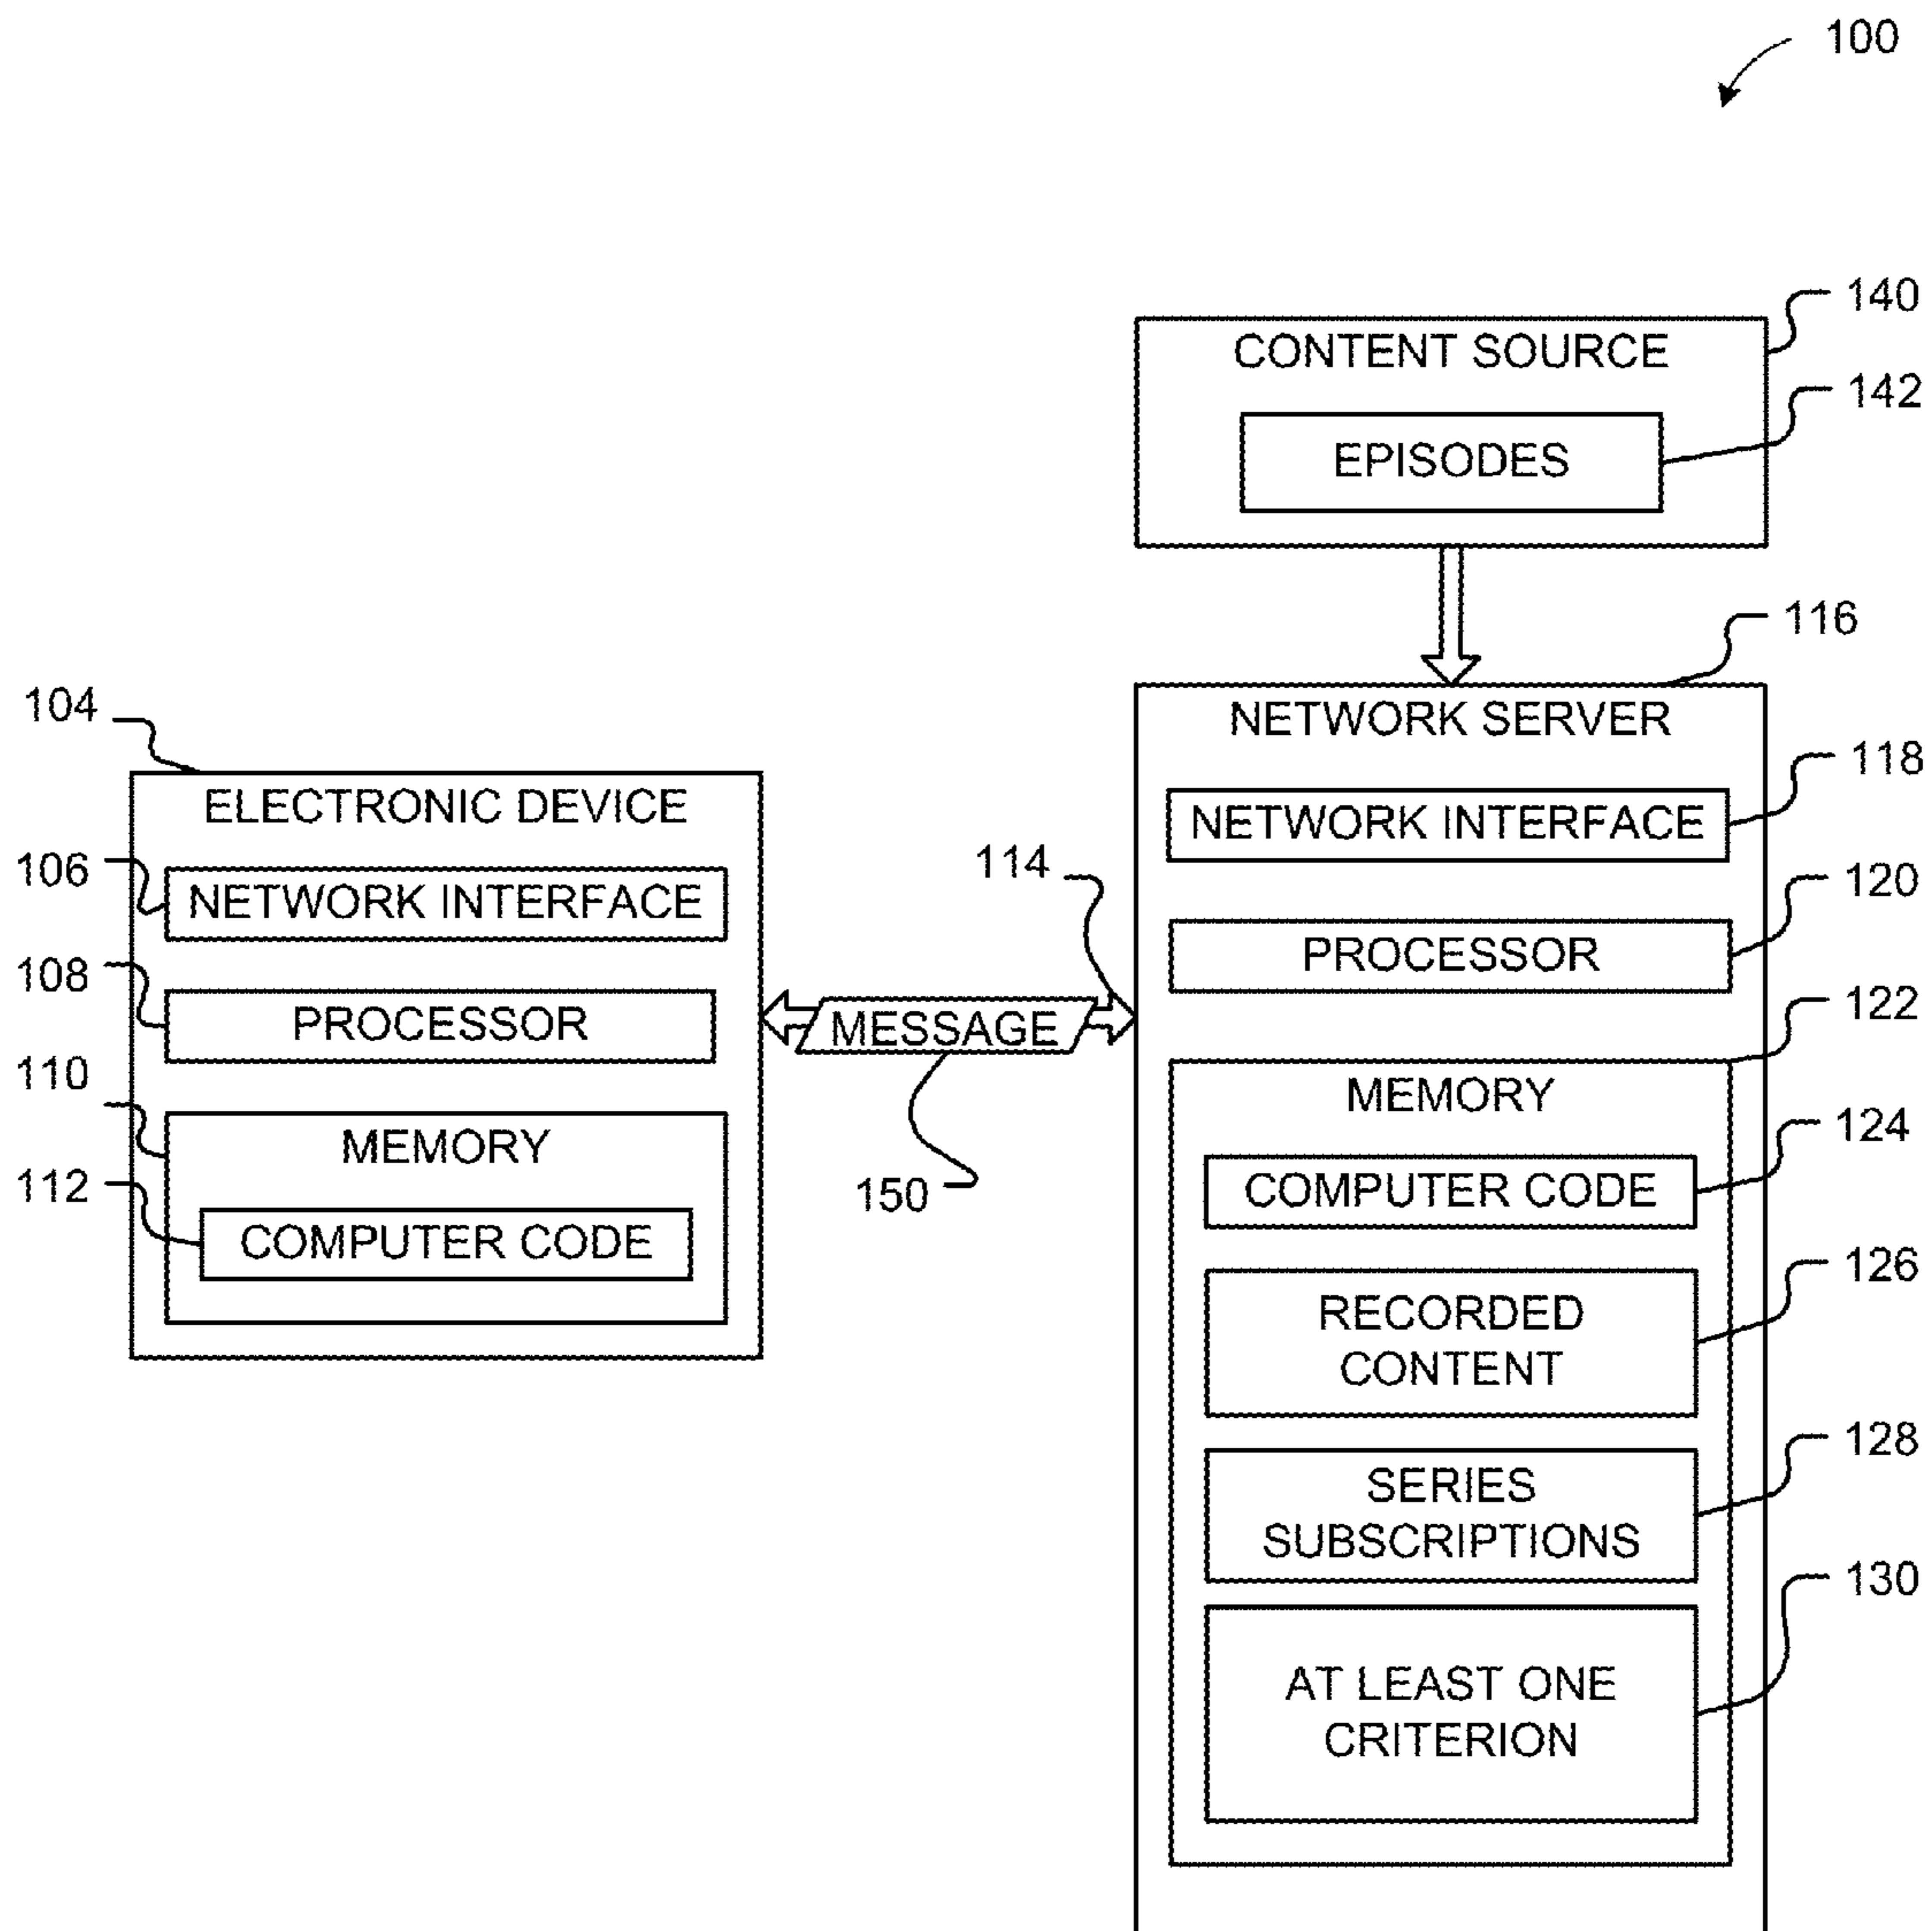 100
140
CONTENT SOURCE
142
EPISODES
116
NETWORK SERVER
118
NETWORK INTERFACE
120
PROCESSOR
122
MEMORY
124
COMPUTER CODE
126
RECORDED
CONTENT
128
SERIES
SUBSCRIPTIONS
130
AT LEAST ONE
CRITERION
104
ELECTRONIC DEVICE
106
NETWORK INTERFACE
108
PROCESSOR
110
MEMORY
112
COMPUTER CODE
114
MESSAGE
150